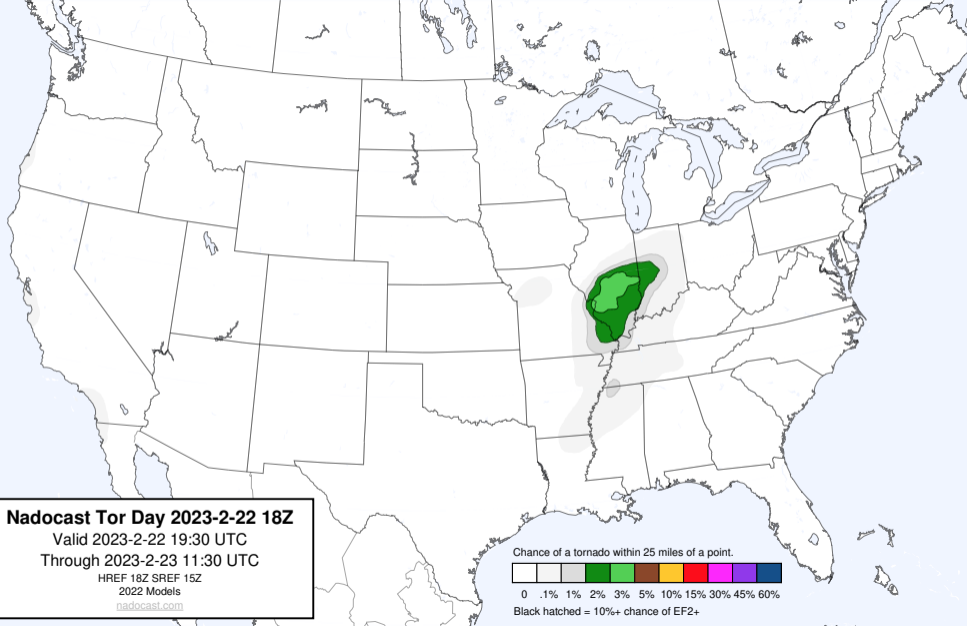 Nadocast Tor Day 2023-2-22 18Z
Valid 2023-2-22 19:30 UTC
Through 2023-2-23 11:30 UTC
HREF 18Z SREF 15Z
2022 Models
nadocast.com
Chance of a tornado within 25 miles of a point.
0 .1% 1% 2% 3% 5% 10% 15% 30% 45% 60%
Black hatched = 10%+ chance of EF2+